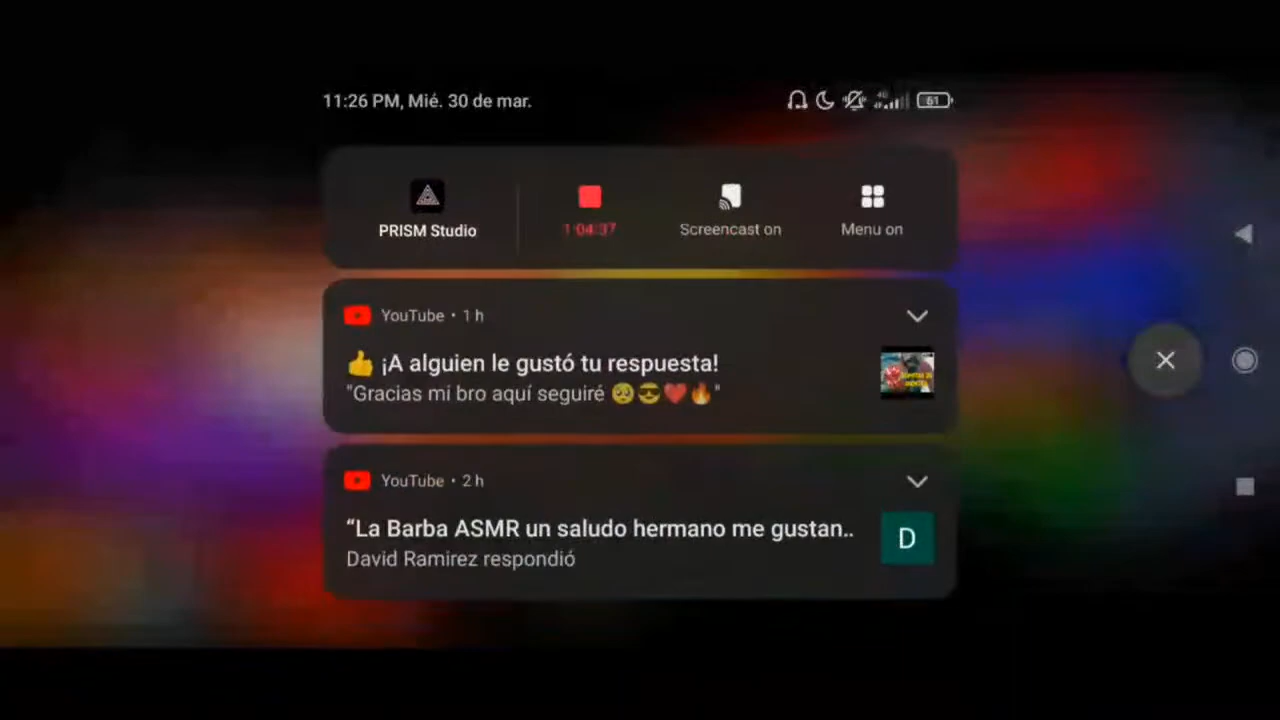 11:26 PM, Mié. 30 de mar.
4G
61
PRISM Studio
1:04:37
Screencast on
Menu on
YouTube • 1 h
👍 ¡A alguien le gustó tu respuesta!
"Gracias mi bro aquí seguiré 🥺😎❤️🔥"
YouTube • 2 h
“La Barba ASMR un saludo hermano me gustan..
David Ramirez respondió
D